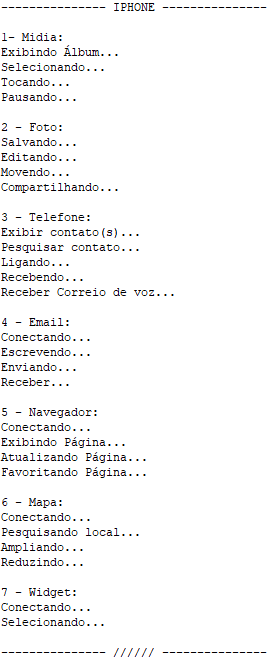 --------------- IPHONE ---------------
1- Midia:
Exibindo Álbum...
Selecionando...
Tocando...
Pausando...
2 - Foto:
Salvando...
Editando...
Movendo...
Compartilhando...
3 - Telefone:
Exibir contato(s)...
Pesquisar contato...
Ligando...
Recebendo...
Receber Correio de voz...
4 - Email:
Conectando...
Escrevendo...
Enviando...
Receber...
5 - Navegador:
Conectando...
Exibindo Página...
Atualizando Página...
Favoritando Página...
6 - Mapa:
Conectando...
Pesquisando local...
Ampliando...
Reduzindo...
7 - Widget:
Conectando...
Selecionando...
--------------- ////// ---------------